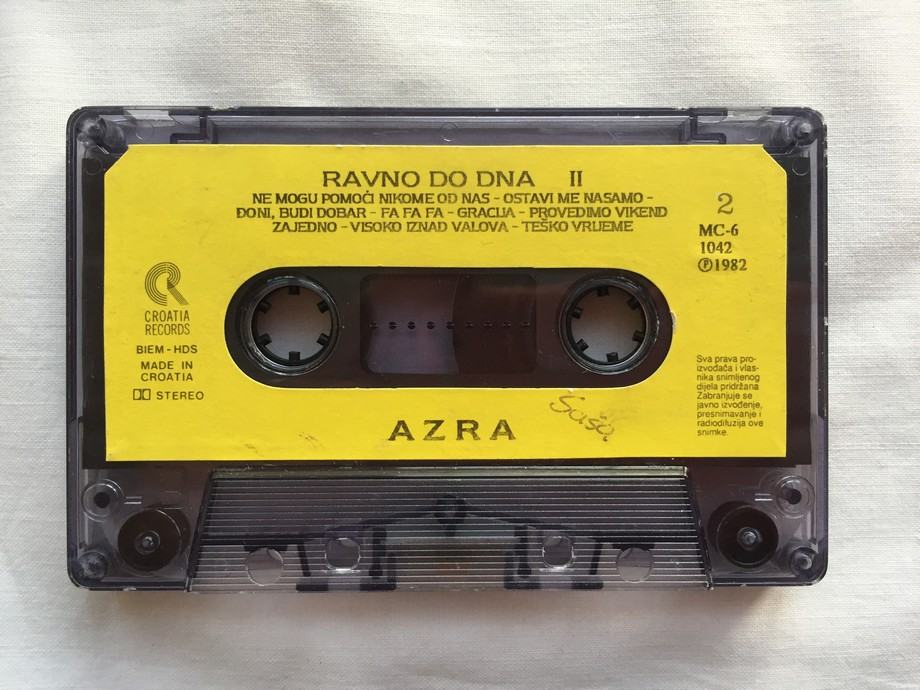 RAVNO DO DNA II
NE MOGU POMOĆI NIKOME OD NAS - OSTAVI ME NASAMO -
ĐONI, BUDI DOBAR - FA FA FA - GRACIJA - PROVEDIMO VIKEND
ZAJEDNO - VISOKO IZNAD VALOVA - TEŠKO VRIJEME
2
MC-6
1042
℗1982
CROATIA
RECORDS
BIEM - HDS
MADE IN
CROATIA
STEREO
Sva prava pro-
izvođača i vlas-
nika snimljenog
dijela pridržana
Zabranjuje se
javno izvođenje,
presnimavanje i
radiodifuzija ove
snimke.
Saša
AZRA